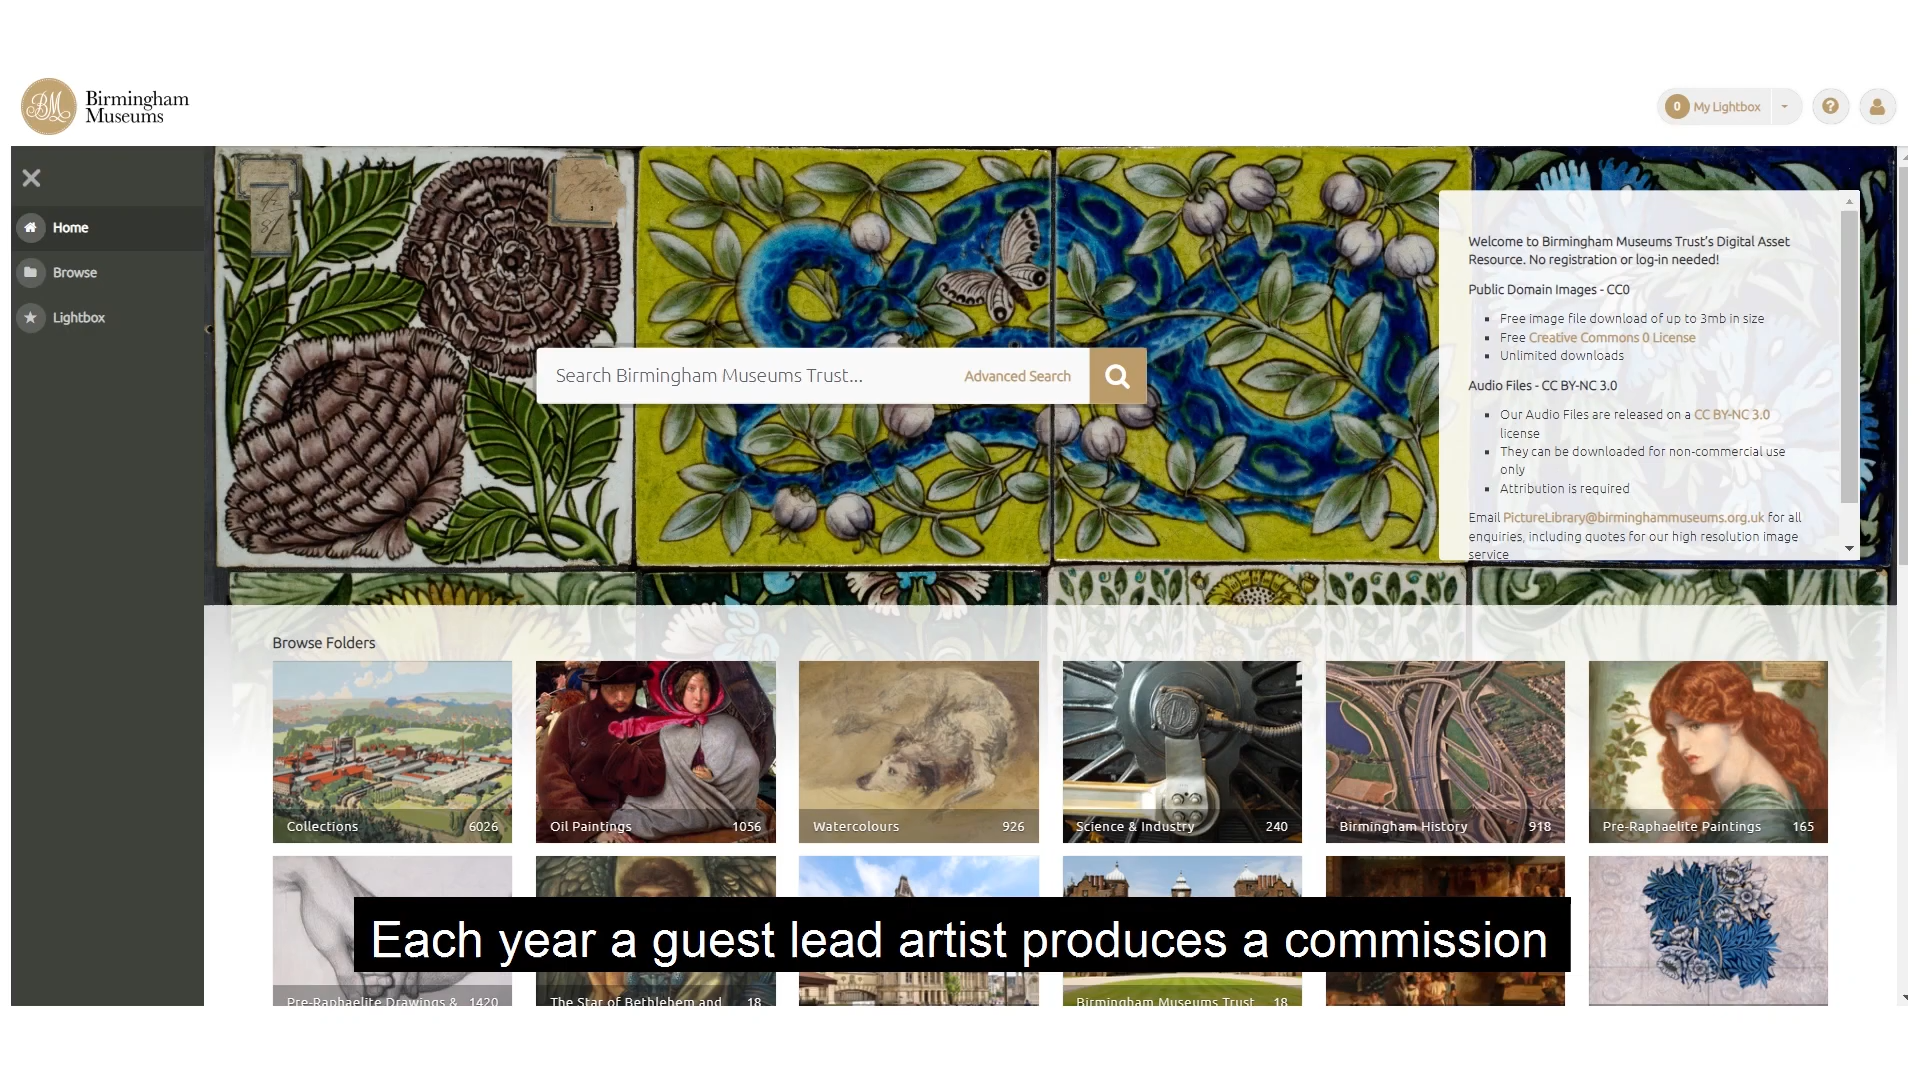 Birmingham
Museums
0 My Lightbox
?
Home
Browse
Lightbox
Search Birmingham Museums Trust...
Advanced Search
Welcome to Birmingham Museums Trust's Digital Asset
Resource. No registration or log-in needed!
Public Domain Images - CC0
Free image file download of up to 3mb in size
Free Creative Commons 0 License
Unlimited downloads
Audio Files - CC BY-NC 3.0
Our Audio Files are released on a CC BY-NC 3.0
license
They can be downloaded for non-commercial use
only
Attribution is required
Email PictureLibrary@birminghammuseums.org.uk for all
enquiries, including quotes for our high resolution image
service
Browse Folders
Collections 6026
Oil Paintings 1056
Watercolours 926
Science & Industry 240
Birmingham History 918
Pre-Raphaelite Paintings 165
Each year a guest lead artist produces a commission
Pre-Raphaelite Drawings & 1420
The Star of Bethlehem and 18
Birmingham Museums Trust 18